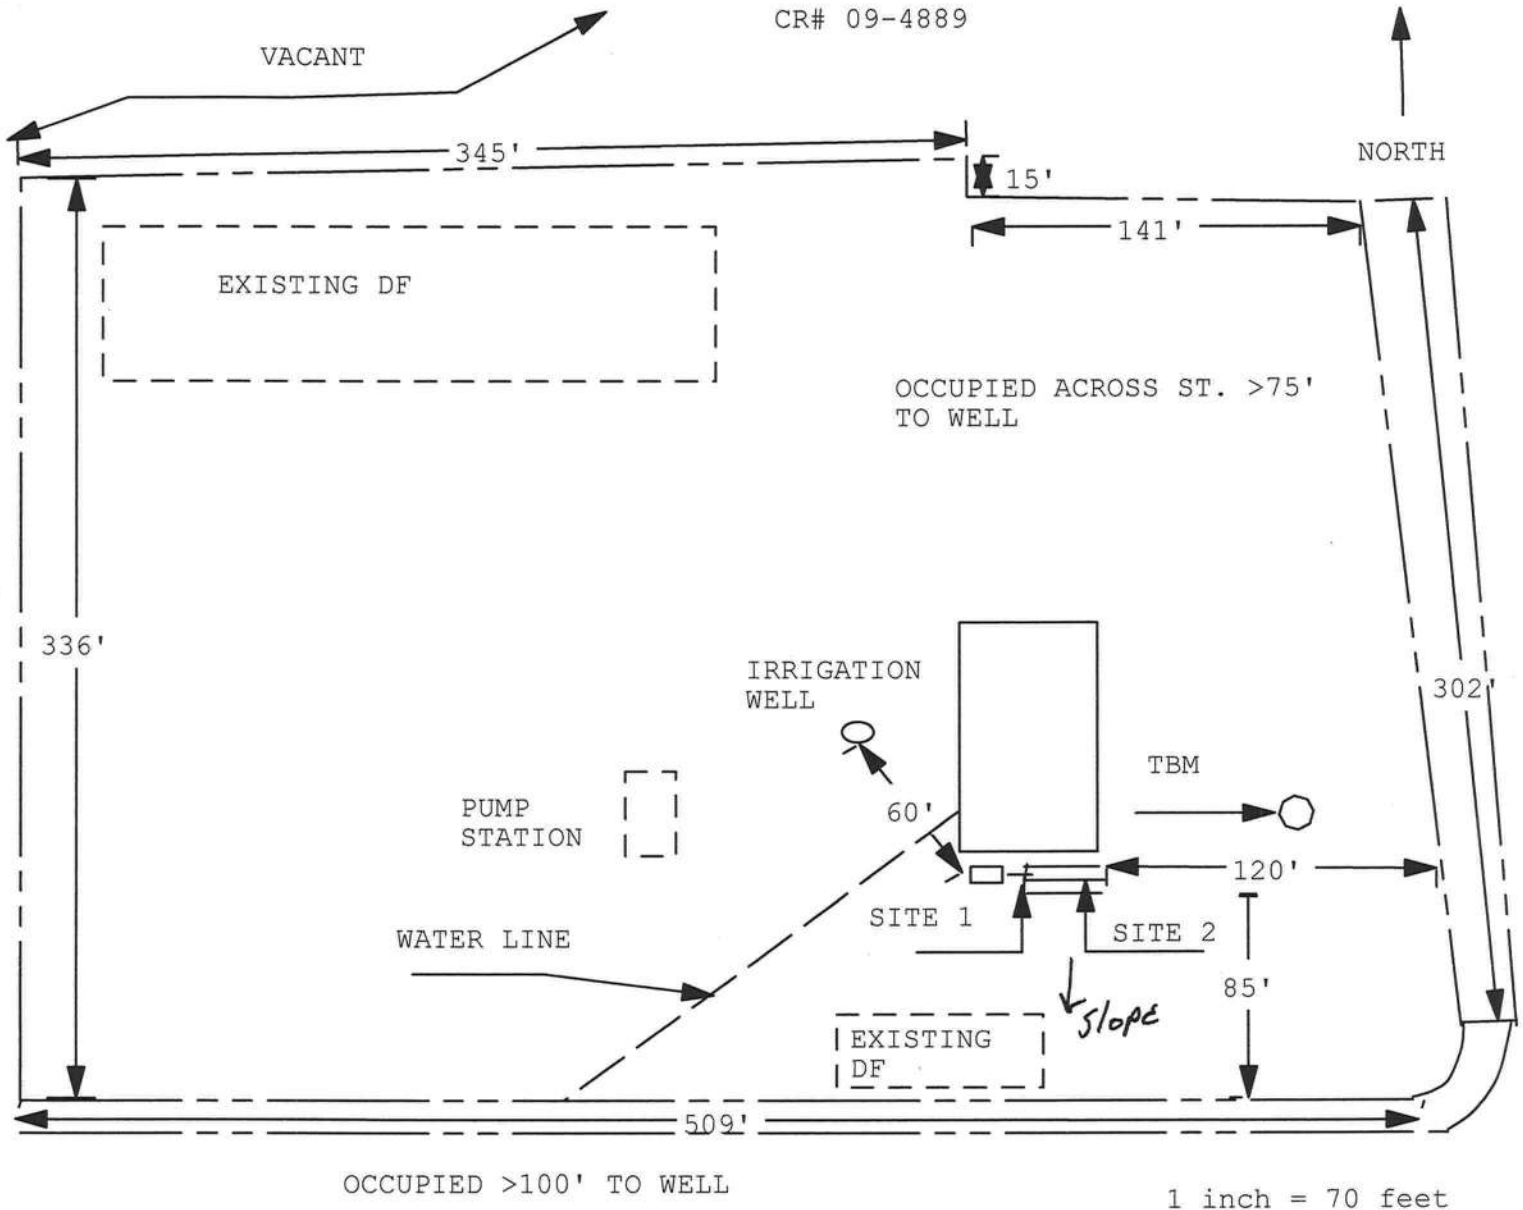 CR# 09-4889
VACANT
345'
NORTH
15'
141'
EXISTING DF
OCCUPIED ACROSS ST. >75'
TO WELL
336'
IRRIGATION
WELL
302'
TBM
PUMP
STATION
60'
120'
SITE 1
SITE 2
WATER LINE
85'
slope
EXISTING
DF
509'
OCCUPIED >100' TO WELL
1 inch = 70 feet